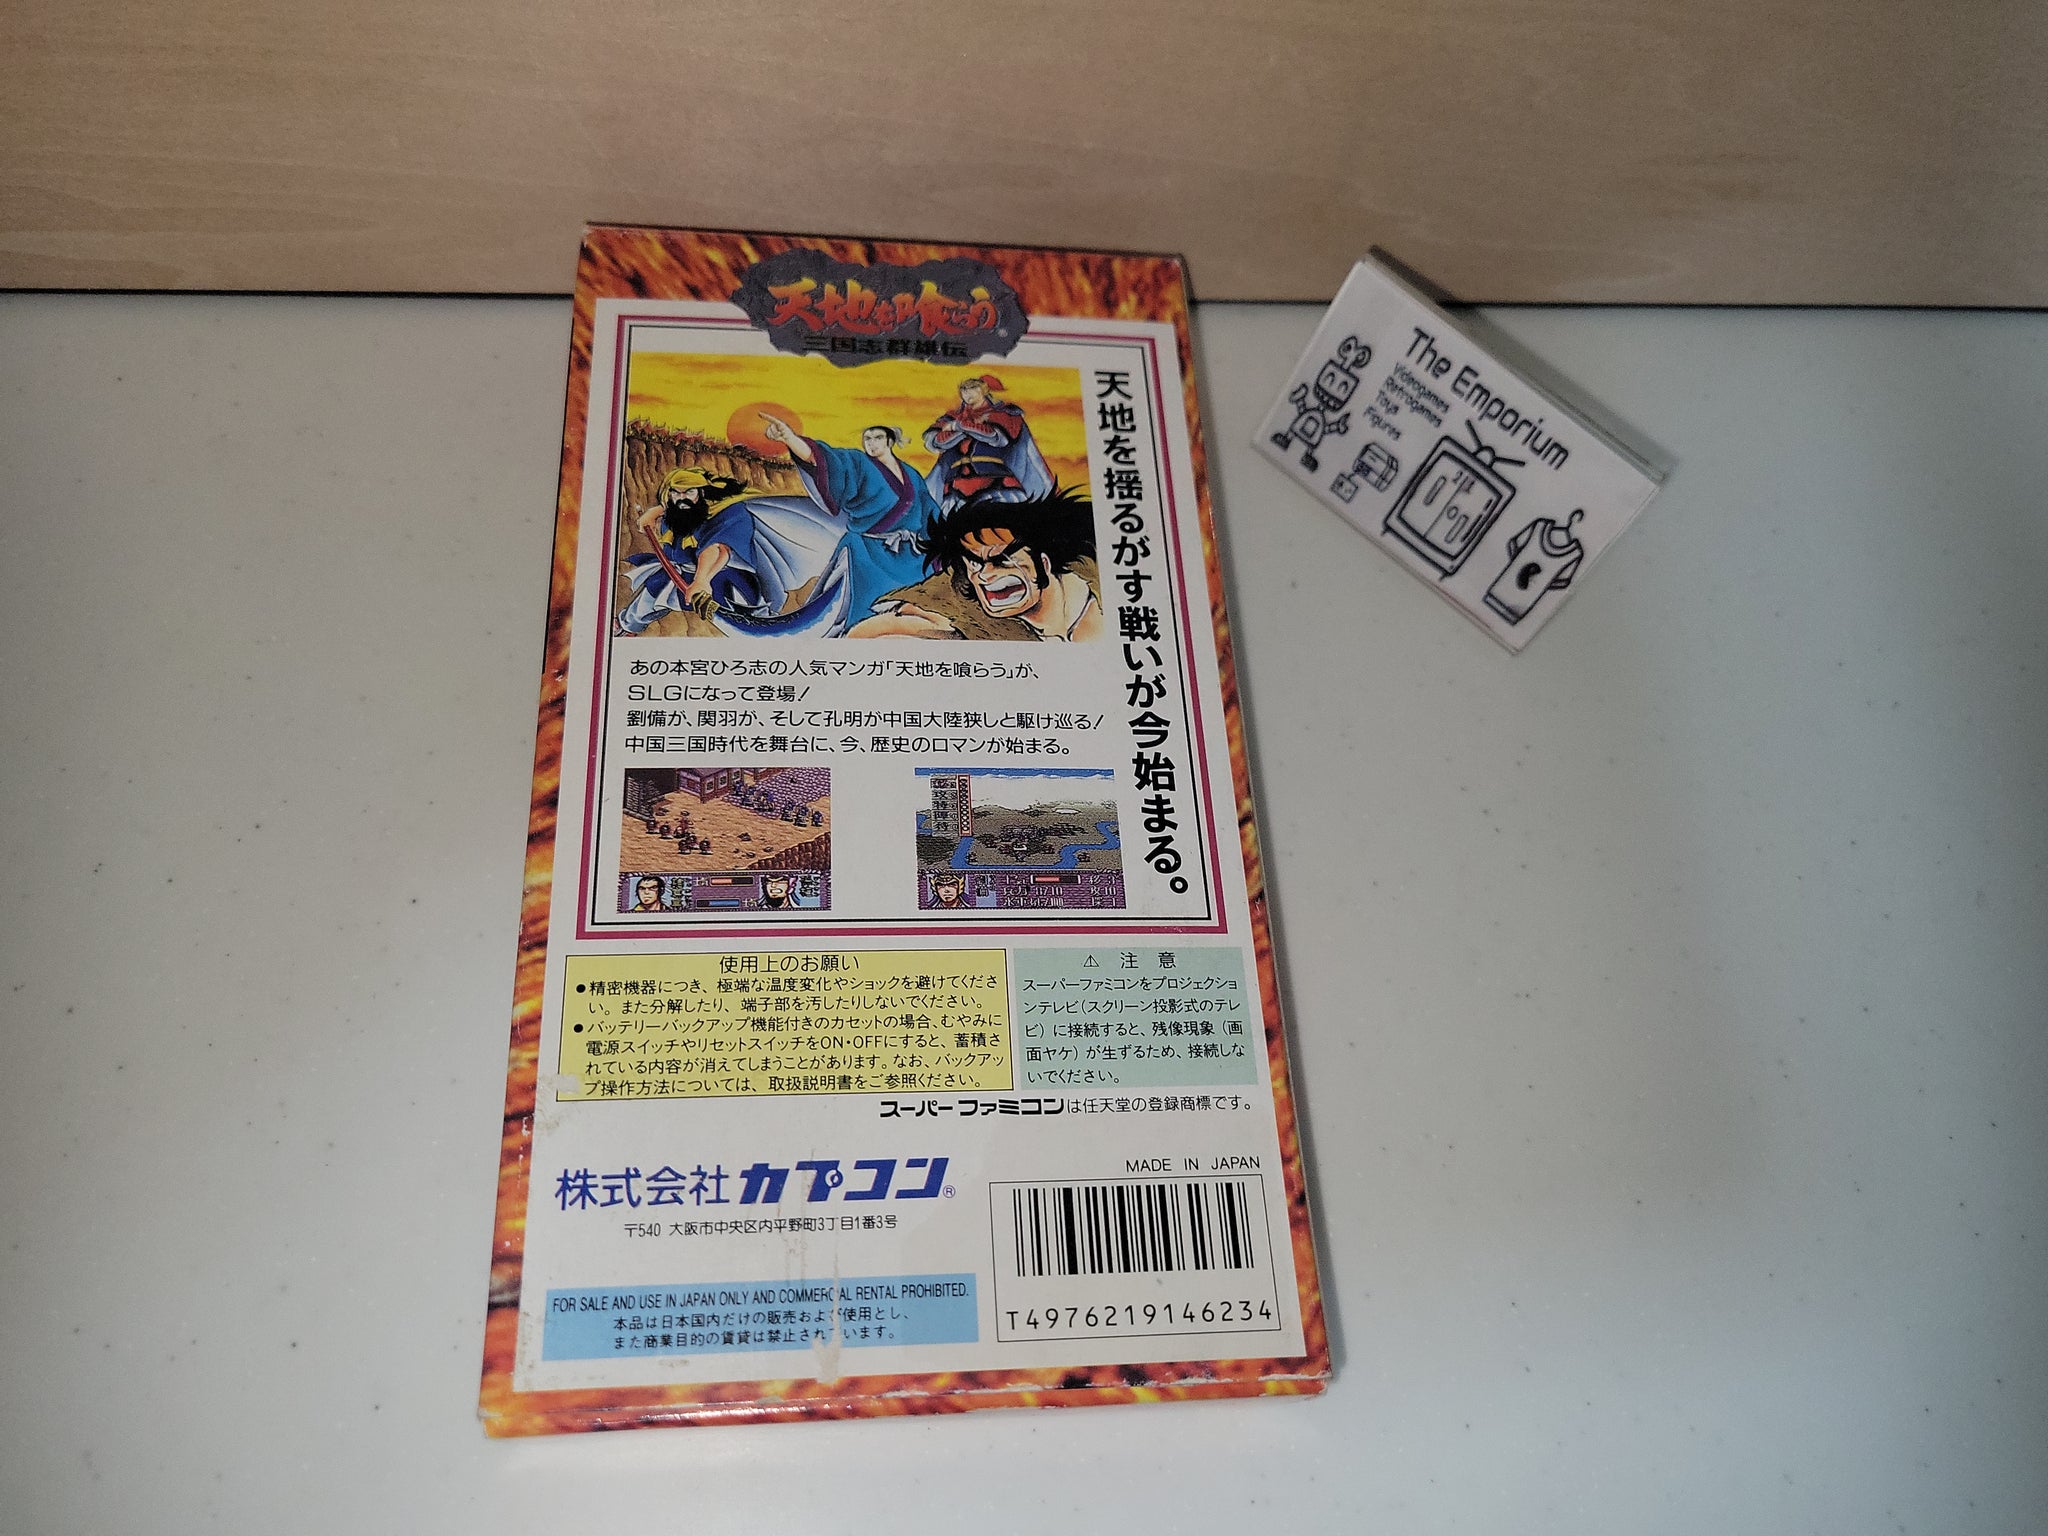 天地を喰らう
三国志群雄伝
天地を揺るがす戦いが今始まる。
あの本宮ひろ志の人気マンガ「天地を喰らう」が、
SLGになって登場!
劉備が、関羽が、そして孔明が中国大陸狭しと駆け巡る!
中国三国時代を舞台に、今、歴史のロマンが始まる。
使用上のお願い
●精密機器につき、極端な温度変化やショックを避けてくださ
い。また分解したり、端子部を汚したりしないでください。
●バッテリーバックアップ機能付きのカセットの場合、むやみに
電源スイッチやリセットスイッチをON・OFFにすると、蓄積さ
れている内容が消えてしまうことがあります。なお、バックアッ
プ操作方法については、取扱説明書をご参照ください。
⚠ 注意
スーパーファミコンをプロジェクショ
ンテレビ(スクリーン投影式のテレ
ビ)に接続すると、残像現象(画
面ヤケ)が生ずるため、接続しな
いでください。
スーパーファミコンは任天堂の登録商標です。
株式会社カプコン®
〒540 大阪市中央区内平野町3丁目1番3号
MADE IN JAPAN
T4976219146234
FOR SALE AND USE IN JAPAN ONLY AND COMMERCIAL RENTAL PROHIBITED.
本品は日本国内だけの販売および使用とし、
また商業目的の賃貸は禁止されています。
The Emporium
Videogames
Retrogames
Toys
Figures